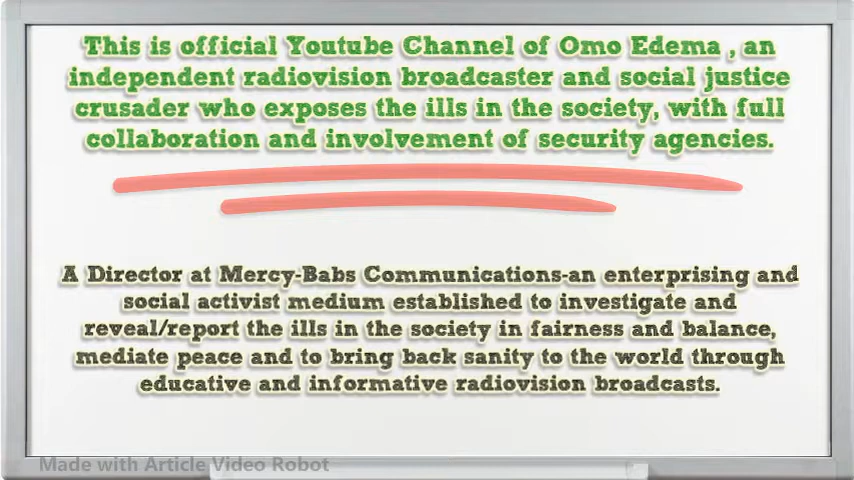 This is official Youtube Channel of Omo Edema , an
independent radiovision broadcaster and social justice
crusader who exposes the ills in the society, with full
collaboration and involvement of security agencies.
A Director at Mercy-Babs Communications-an enterprising and
social activist medium established to investigate and
reveal/report the ills in the society in fairness and balance,
mediate peace and to bring back sanity to the world through
educative and informative radiovision broadcasts.
Made with Article Video Robot